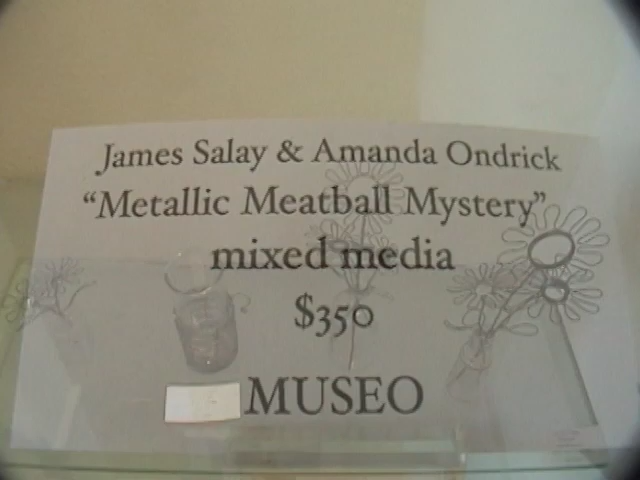 James Salay & Amanda Ondrick
“Metallic Meatball Mystery”
mixed media
$350
MUSEO